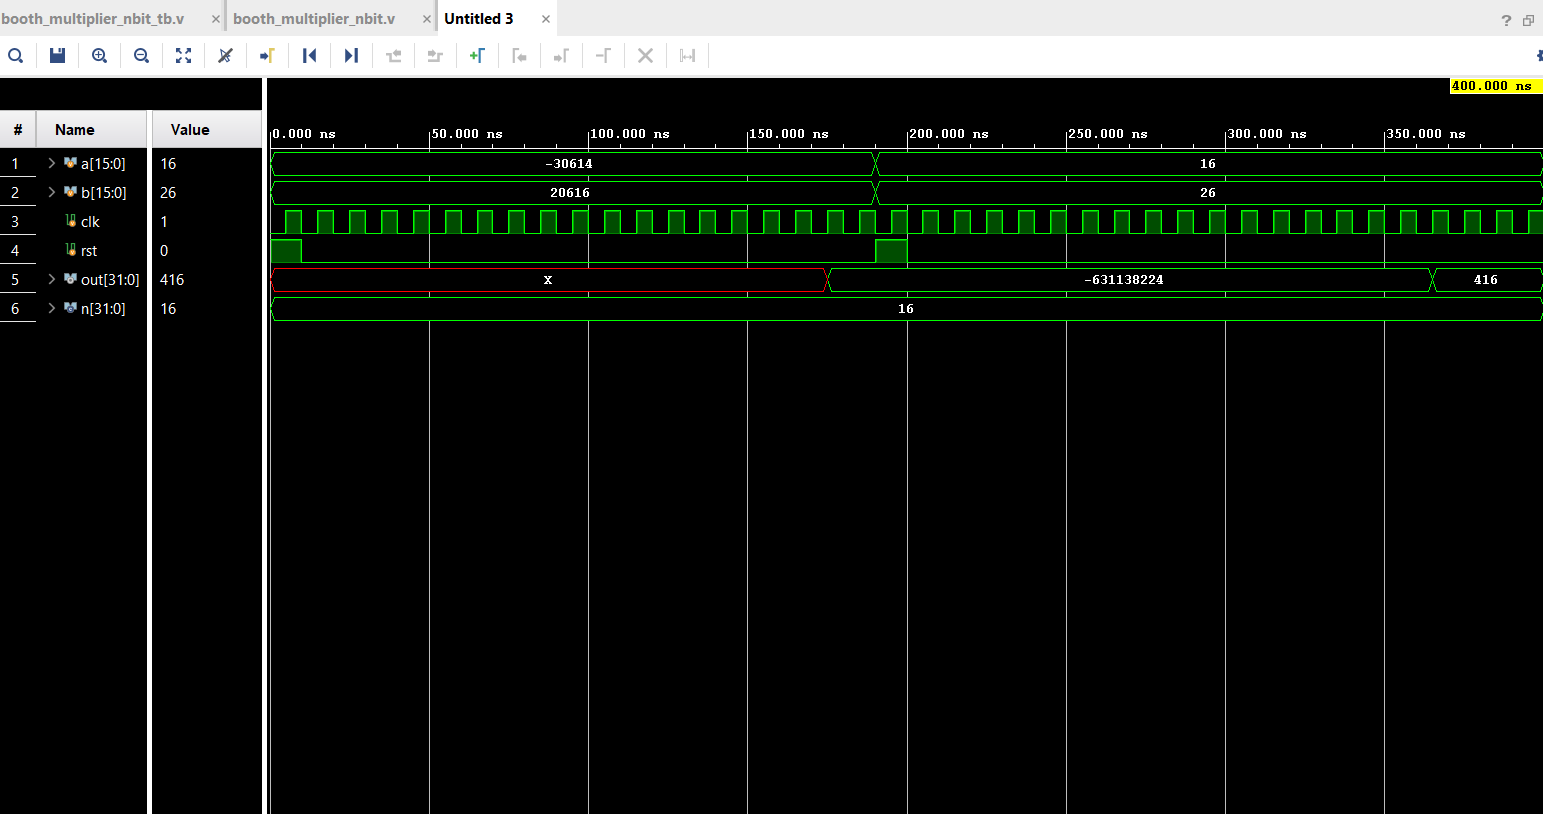 booth_multiplier_nbit_tb.v × booth_multiplier_nbit.v × Untitled 3 × ?
400.000 ns
# Name Value 0.000 ns 50.000 ns 100.000 ns 150.000 ns 200.000 ns 250.000 ns 300.000 ns 350.000 ns
1 a[15:0] 16 -30614 16
2 b[15:0] 26 20616 26
3 clk 1
4 rst 0
5 out[31:0] 416 X -631138224 416
6 n[31:0] 16 16